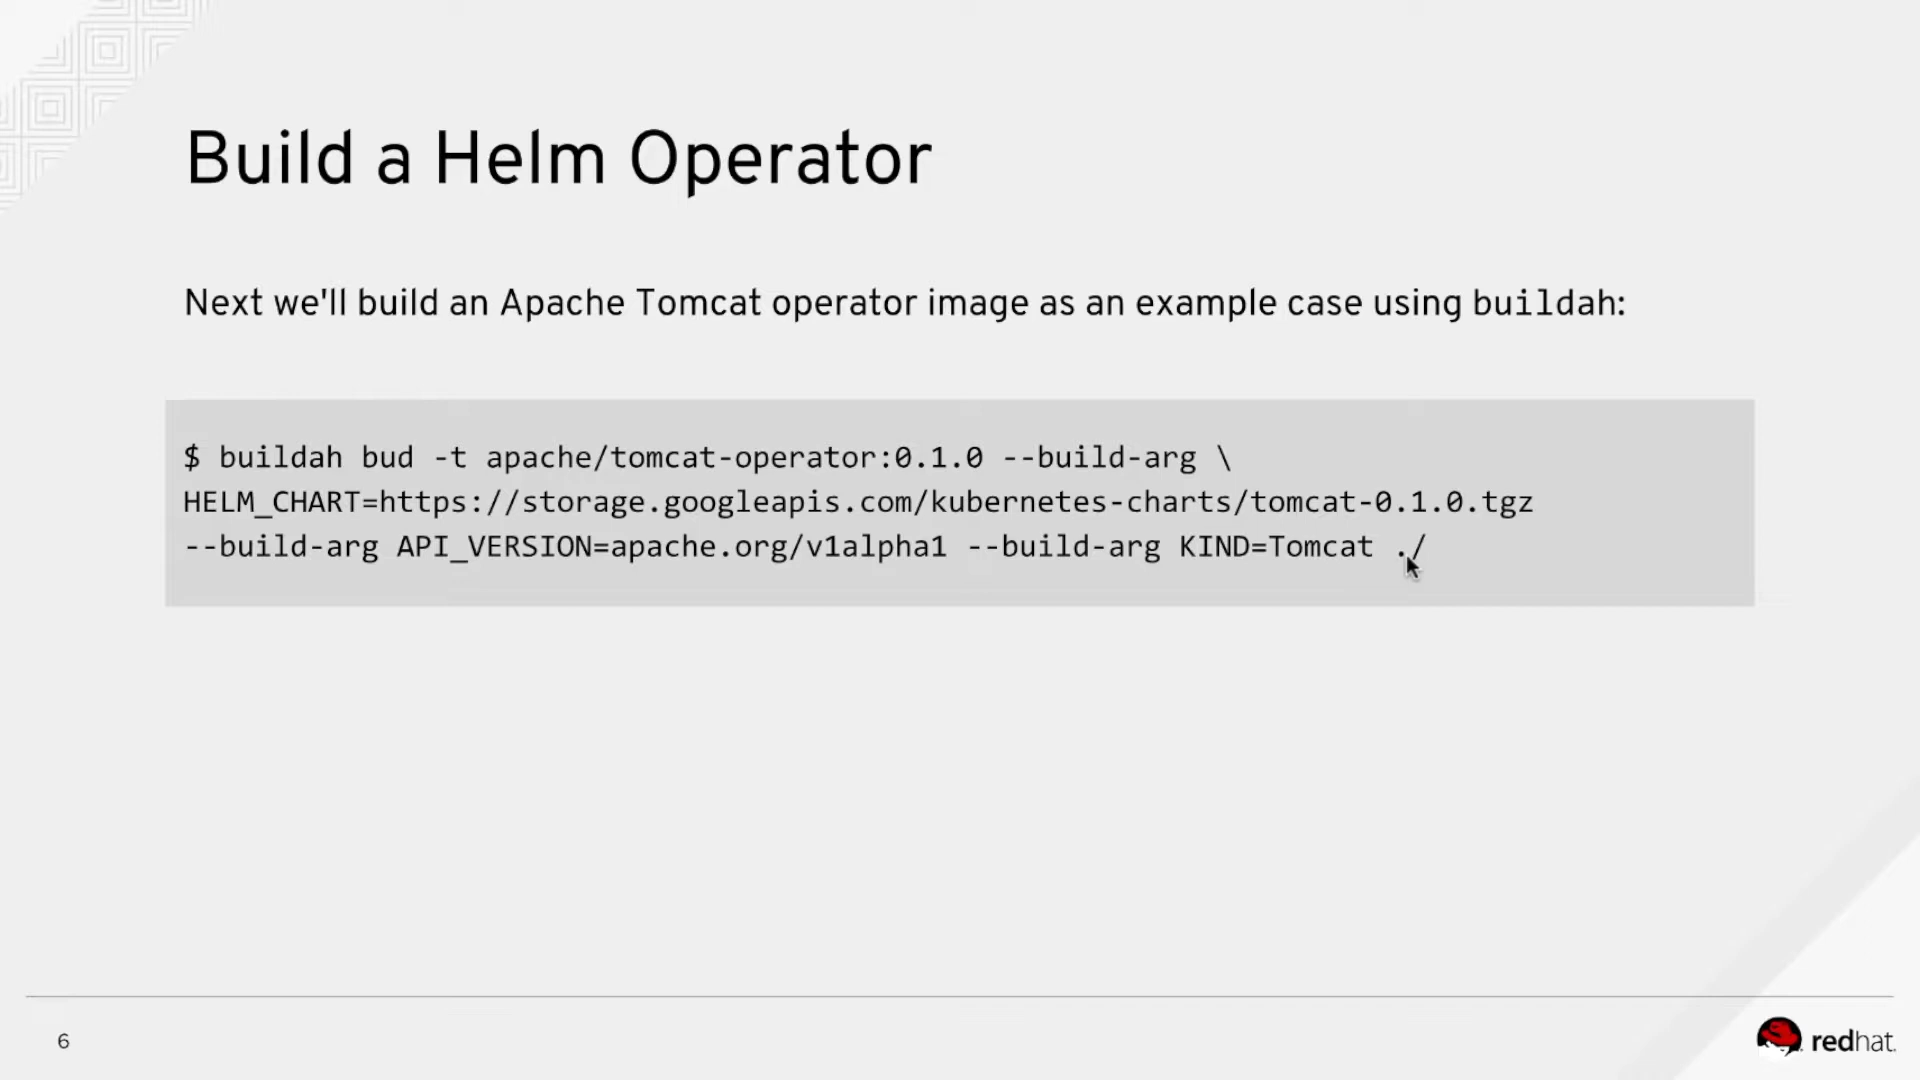 Build a Helm Operator
Next we'll build an Apache Tomcat operator image as an example case using buildah:
$ buildah bud -t apache/tomcat-operator:0.1.0 --build-arg \
HELM_CHART=https://storage.googleapis.com/kubernetes-charts/tomcat-0.1.0.tgz
--build-arg API_VERSION=apache.org/v1alpha1 --build-arg KIND=Tomcat ./
6
redhat.